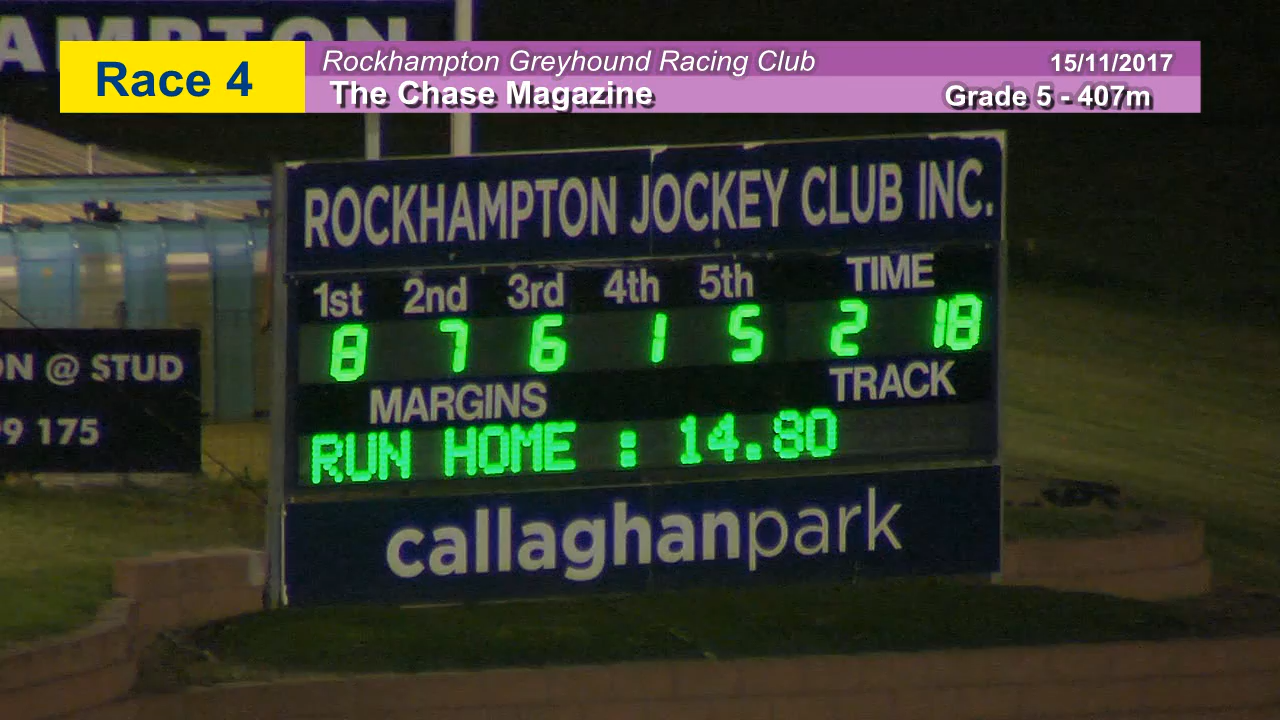 AMPTON
Race 4
Rockhampton Greyhound Racing Club
15/11/2017
The Chase Magazine
Grade 5 - 407m
ROCKHAMPTON JOCKEY CLUB INC.
1st 2nd 3rd 4th 5th TIME
8 7 6 1 5 2 18
MARGINS TRACK
RUN HOME : 14.80
callaghanpark
N @ STUD
9 175